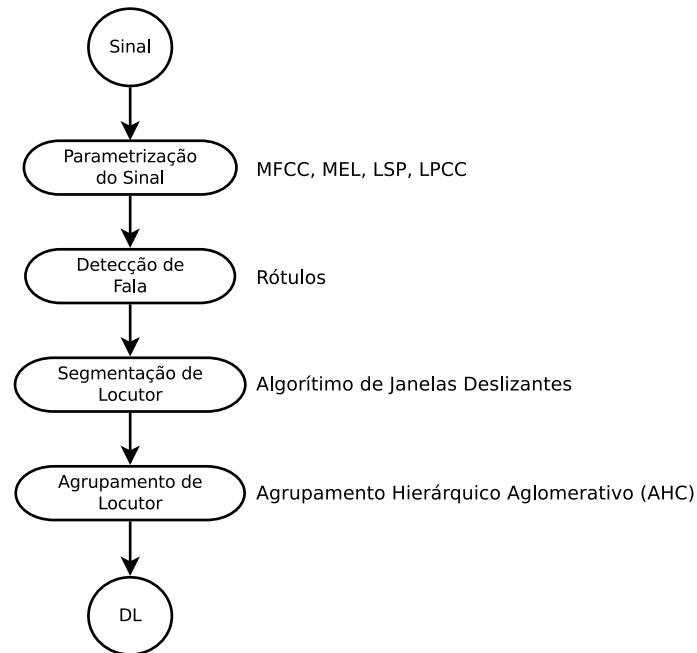 Sinal
Parametrização
do Sinal
MFCC, MEL, LSP, LPCC
Detecção de
Fala
Rótulos
Segmentação de
Locutor
Algorítimo de Janelas Deslizantes
Agrupamento de
Locutor
Agrupamento Hierárquico Aglomerativo (AHC)
DL